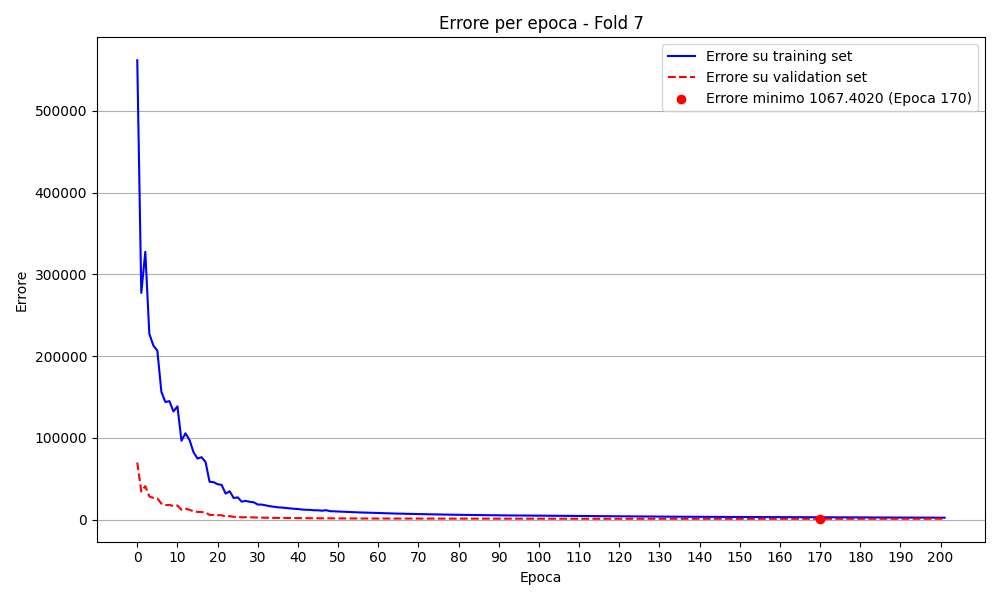 Errore per epoca - Fold 7
Errore su training set
Errore su validation set
Errore minimo 1067.4020 (Epoca 170)
Errore
500000
400000
300000
200000
100000
0
0 10 20 30 40 50 60 70 80 90 100 110 120 130 140 150 160 170 180 190 200
Epoca